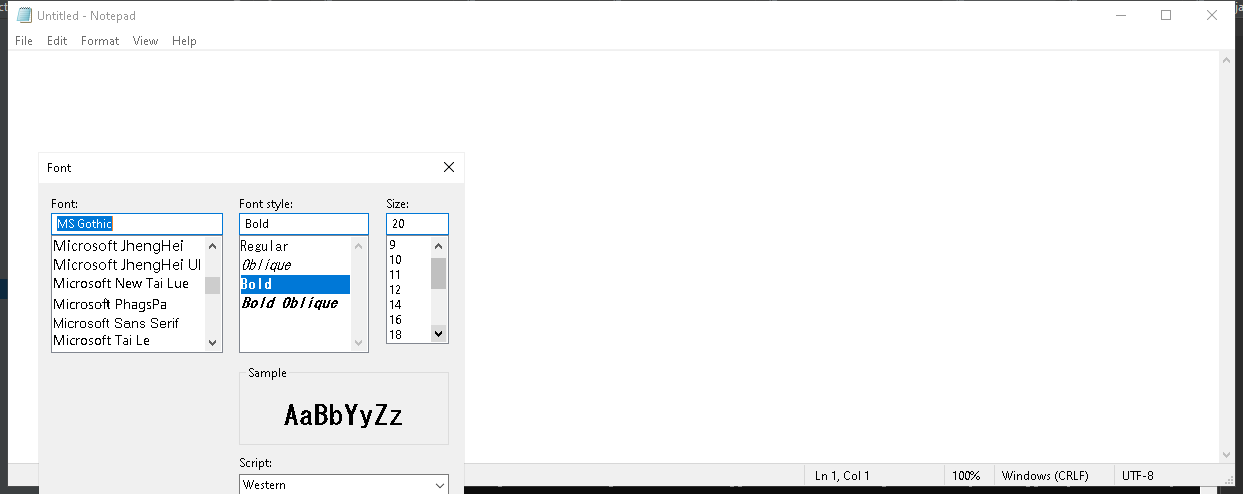 Untitled - Notepad
File Edit Format View Help
Font
Font: Font style: Size:
MS Gothic Bold 20
Microsoft JhengHei Regular 9
Microsoft JhengHei UI Oblique 10
Microsoft New Tai Lue Bold 11
Microsoft PhagsPa Bold Oblique 12
Microsoft Sans Serif 14
Microsoft Tai Le 16
18
Sample
AaBbYyZz
Script:
Western
Ln 1, Col 1 100% Windows (CRLF) UTF-8